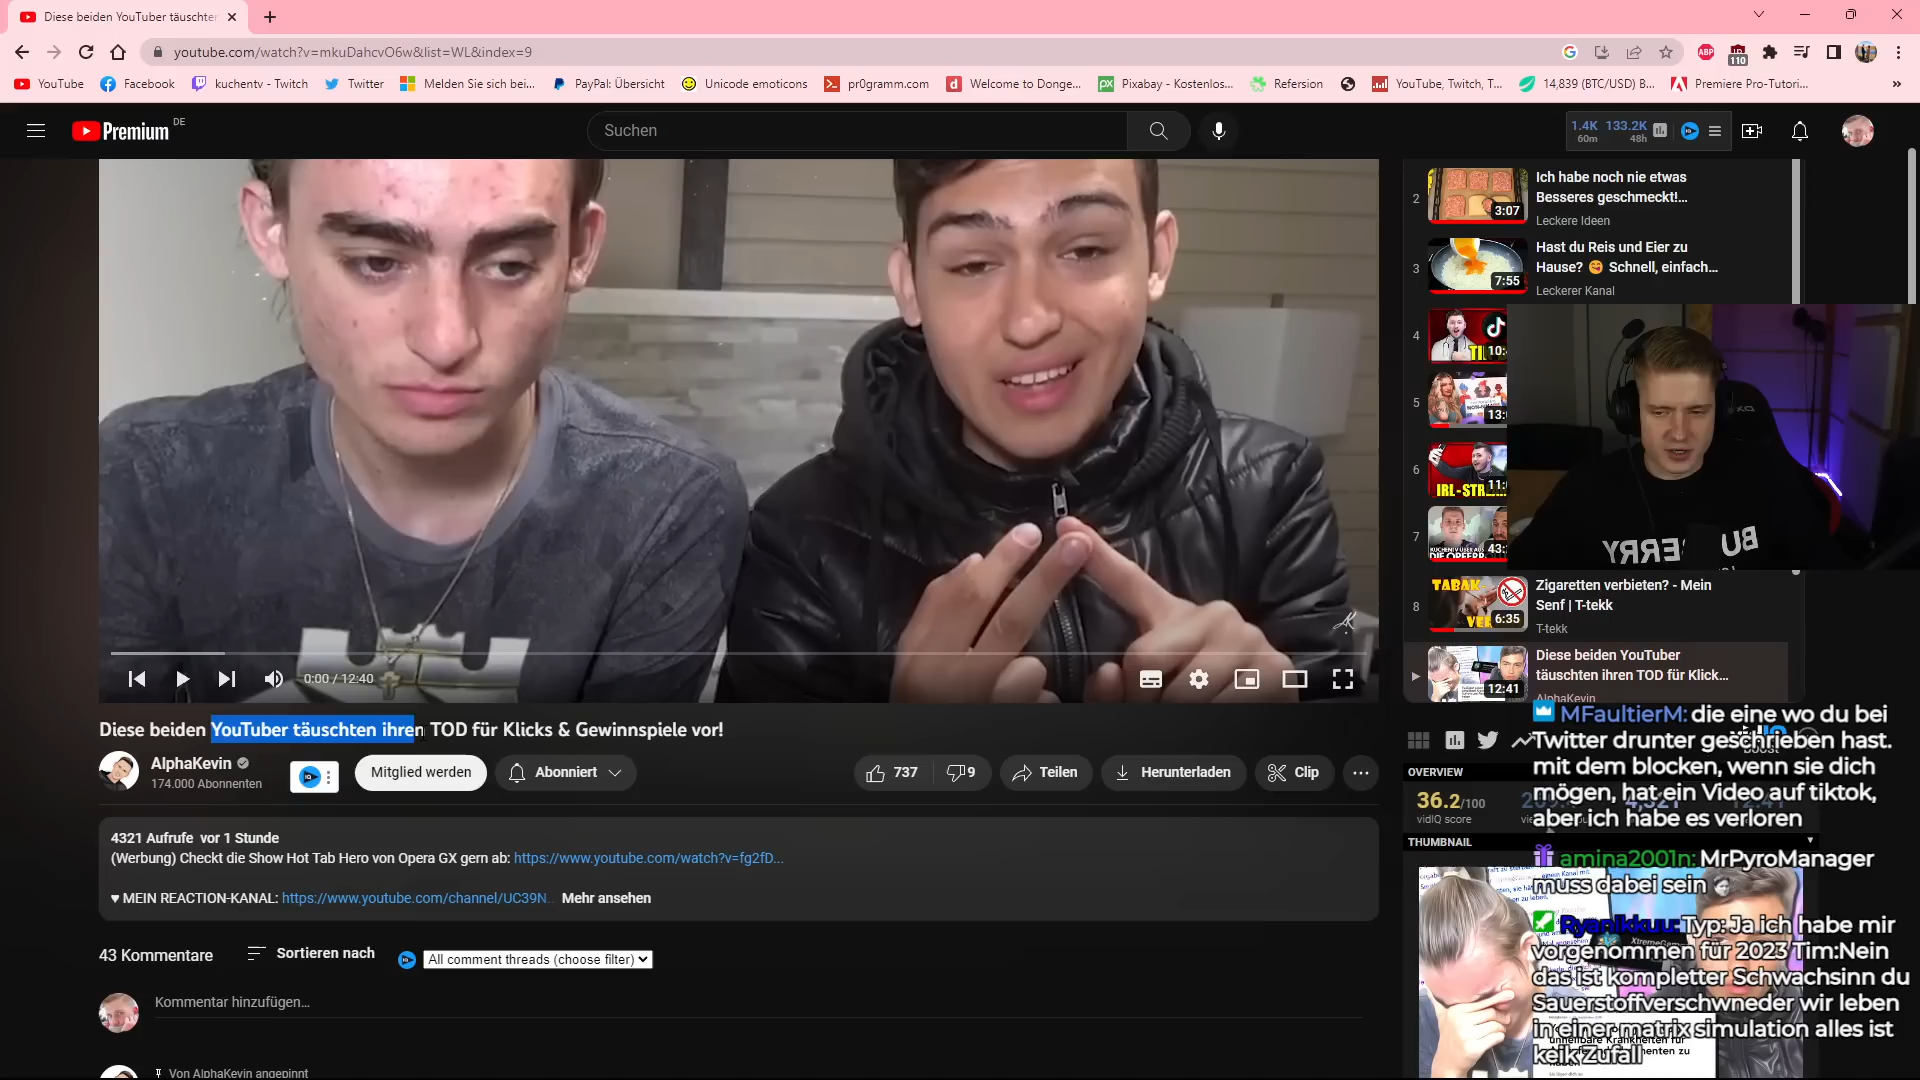 Diese beiden YouTuber täuschten
youtube.com/watch?v=mkuDahcvO6w&list=WL&index=9
ABP
110
YouTube
Facebook
kuchentv - Twitch
Twitter
Melden Sie sich bei...
PayPal: Übersicht
Unicode emoticons
pr0gramm.com
Welcome to Donge...
Pixabay - Kostenlos...
Refersion
YouTube, Twitch, T...
14,839 (BTC/USD) B...
Premiere Pro-Tutori...
»
Premium DE
Suchen
1.4K 133.2K
60m 48h
2
3:07
Ich habe noch nie etwas
Besseres geschmeckt!...
Leckere Ideen
3
7:55
Hast du Reis und Eier zu
Hause? 😋 Schnell, einfach...
Leckerer Kanal
4
5
6
IRL-STR
7
8
TABAK
6:35
Zigaretten verbieten? - Mein
Senf | T-tekk
T-tekk
12:41
Diese beiden YouTuber
täuschten ihren TOD für Klick...
AlphaKevin
BURBERRY
0:00 / 12:40
Diese beiden YouTuber täuschten ihren TOD für Klicks & Gewinnspiele vor!
AlphaKevin
174.000 Abonnenten
Mitglied werden
Abonniert
737
9
Teilen
Herunterladen
Clip
4321 Aufrufe vor 1 Stunde
(Werbung) Checkt die Show Hot Tab Hero von Opera GX gern ab: https://www.youtube.com/watch?v=fg2fD...
♥ MEIN REACTION-KANAL: https://www.youtube.com/channel/UC39N... Mehr ansehen
43 Kommentare
Sortieren nach
All comment threads (choose filter)
Kommentar hinzufügen...
Von AlphaKevin angepinnt
OVERVIEW
36.2/100
vidIQ score
THUMBNAIL
MFaultierM: die eine wo du bei
Twitter drunter geschrieben hast.
mit dem blocken, wenn sie dich
mögen, hat ein Video auf tiktok,
aber ich habe es verloren
amina2001n: MrPyroManager
muss dabei sein
Ryanikkuu: Typ: Ja ich habe mir
vorgenommen für 2023 Tim:Nein
das ist kompletter Schwachsinn du
Sauerstoffverschwneder wir leben
in einer matrix simulation alles ist
keik Zufall